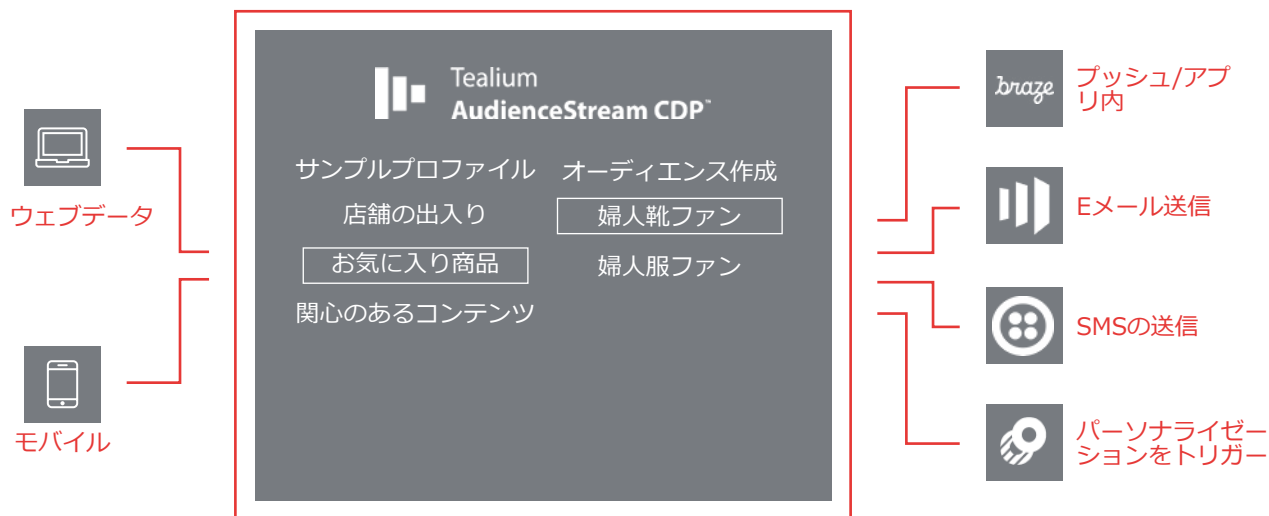 Tealium
AudienceStream CDP™
サンプルプロファイル
店舗の出入り
お気に入り商品
関心のあるコンテンツ
オーディエンス作成
婦人靴ファン
婦人服ファン
ウェブデータ
モバイル
braze
プッシュ/アプ
リ内
Eメール送信
SMSの送信
パーソナライゼー
ションをトリガー